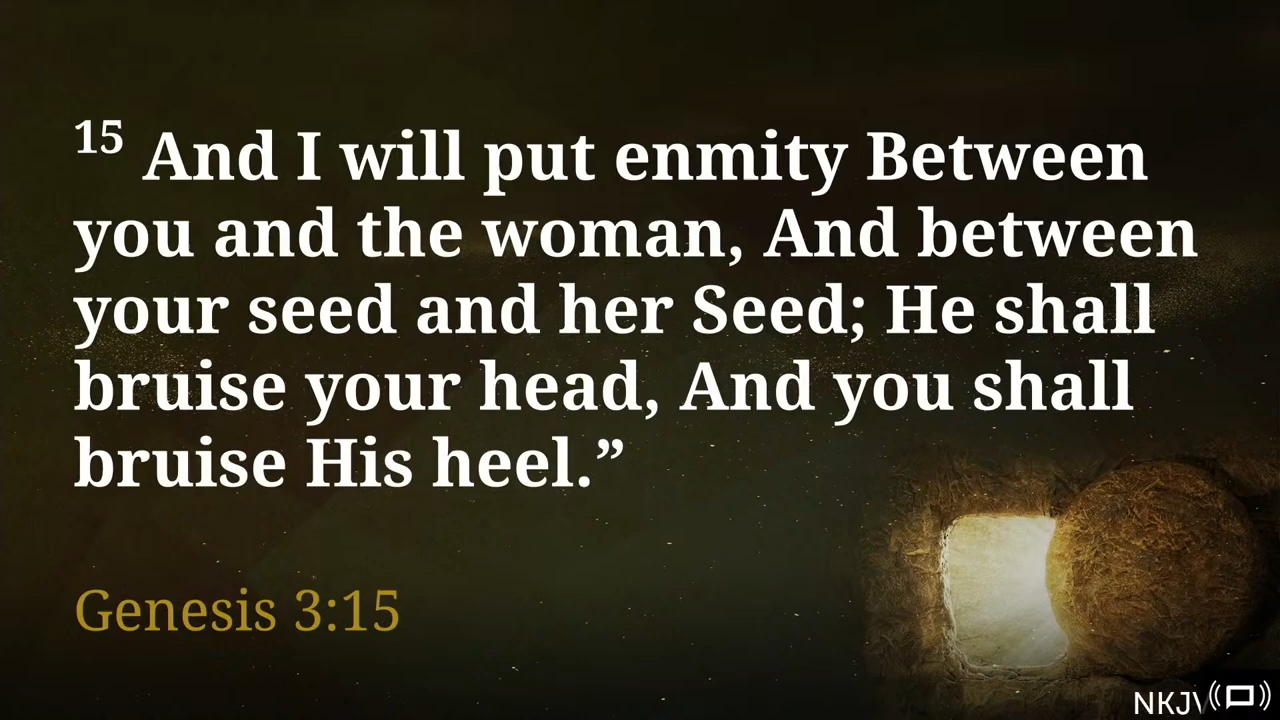 15 And I will put enmity Between
you and the woman, And between
your seed and her Seed; He shall
bruise your head, And you shall
bruise His heel.”
Genesis 3:15
NKJV